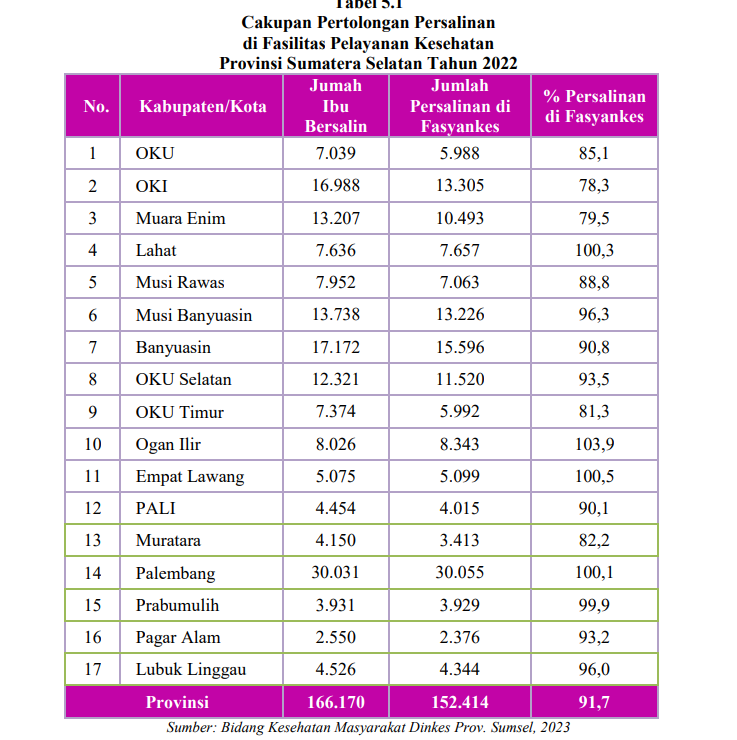 Tabel 5.1
Cakupan Pertolongan Persalinan
di Fasilitas Pelayanan Kesehatan
Provinsi Sumatera Selatan Tahun 2022
No. Kabupaten/Kota Jumah Ibu Bersalin Jumlah Persalinan di Fasyankes % Persalinan di Fasyankes
1 OKU 7.039 5.988 85,1
2 OKI 16.988 13.305 78,3
3 Muara Enim 13.207 10.493 79,5
4 Lahat 7.636 7.657 100,3
5 Musi Rawas 7.952 7.063 88,8
6 Musi Banyuasin 13.738 13.226 96,3
7 Banyuasin 17.172 15.596 90,8
8 OKU Selatan 12.321 11.520 93,5
9 OKU Timur 7.374 5.992 81,3
10 Ogan Ilir 8.026 8.343 103,9
11 Empat Lawang 5.075 5.099 100,5
12 PALI 4.454 4.015 90,1
13 Muratara 4.150 3.413 82,2
14 Palembang 30.031 30.055 100,1
15 Prabumulih 3.931 3.929 99,9
16 Pagar Alam 2.550 2.376 93,2
17 Lubuk Linggau 4.526 4.344 96,0
Provinsi 166.170 152.414 91,7
Sumber: Bidang Kesehatan Masyarakat Dinkes Prov. Sumsel, 2023